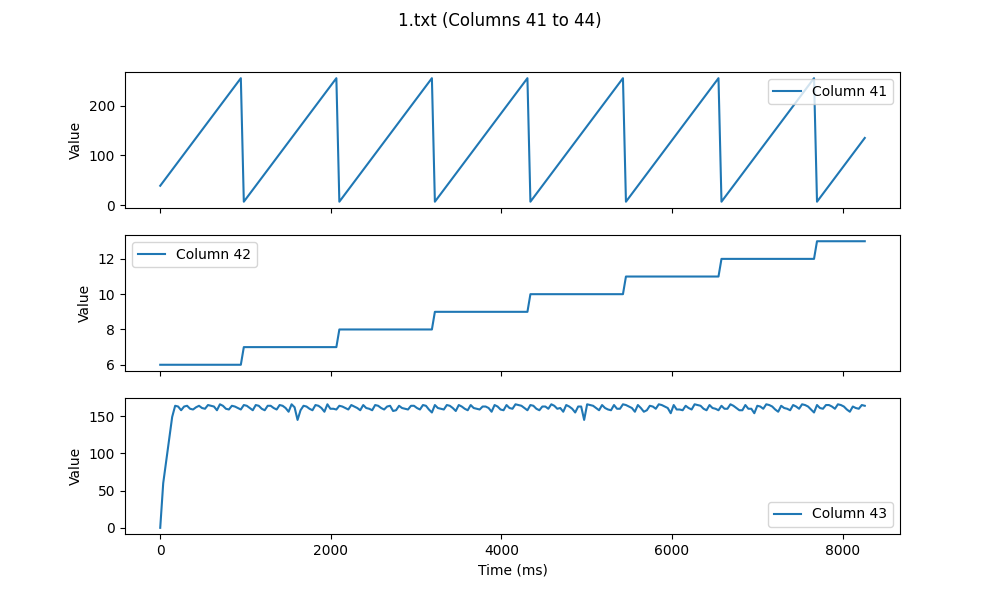 1.txt (Columns 41 to 44)
Value
200
100
0
Column 41
Value
12
10
8
6
Column 42
Value
150
100
50
0
Column 43
0 2000 4000 6000 8000
Time (ms)